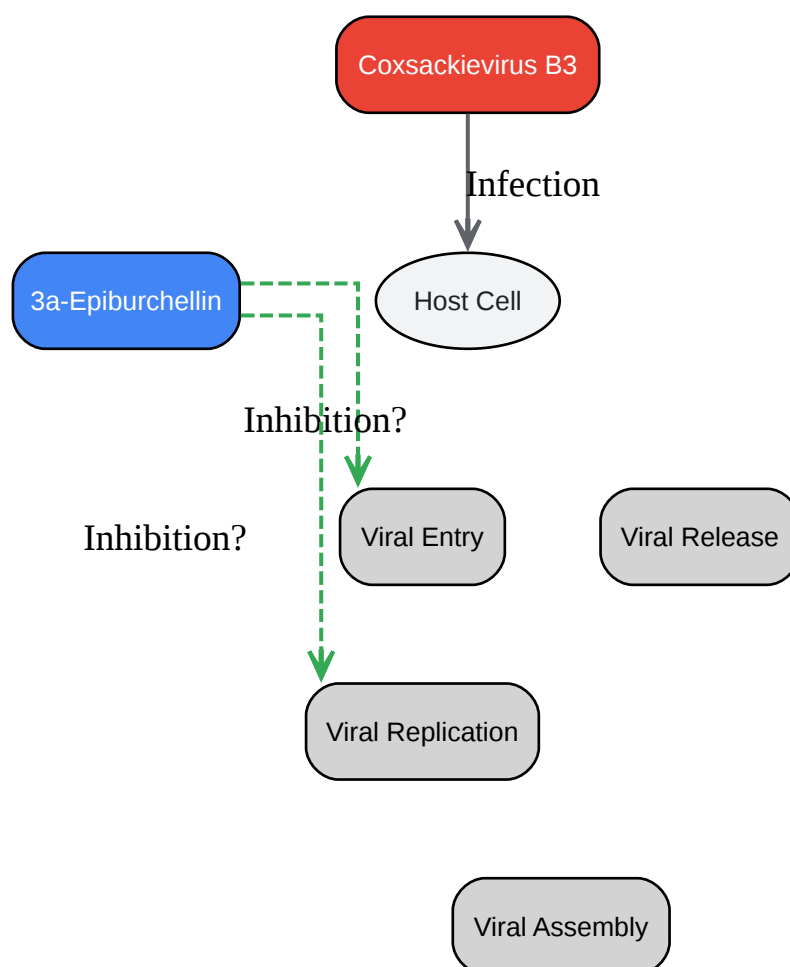 Coxsackievirus B3
Infection
3a-Epiburchellin
Host Cell
Inhibition?
Viral Entry
Viral Release
Inhibition?
Viral Replication
Viral Assembly